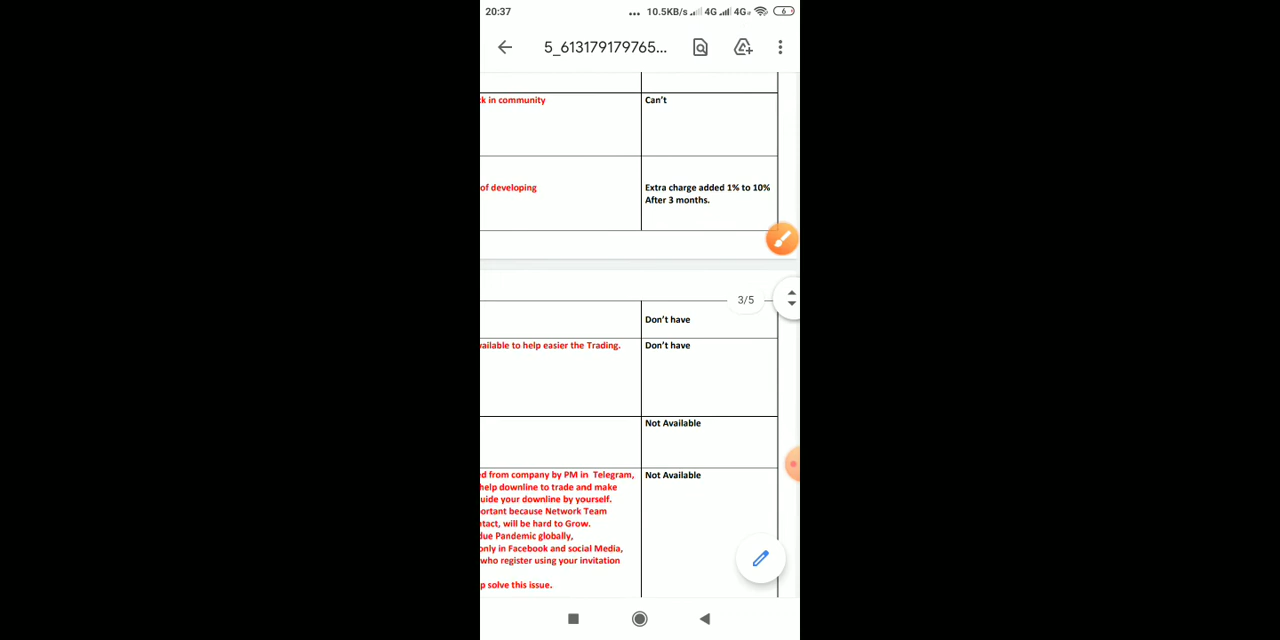 20:37
... 10.5KB/s 4G 4G 6
5_613179179765...
k in community
Can't
of developing
Extra charge added 1% to 10%
After 3 months.
3/5
Don't have
vailable to help easier the Trading.
Don't have
Not Available
d from company by PM in Telegram,
Not Available
help downline to trade and make
uide your downline by yourself.
portant because Network Team
ntact, will be hard to Grow.
due Pandemic globally,
only in Facebook and social Media,
who register using your invitation
p solve this issue.